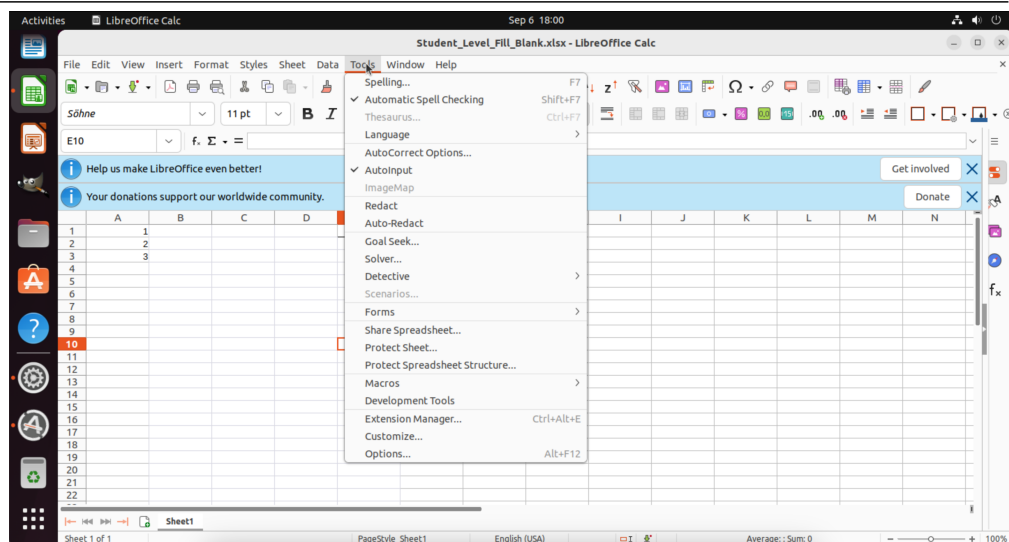 Activities LibreOffice Calc Sep 6 18:00
Student_Level_Fill_Blank.xlsx - LibreOffice Calc
File Edit View Insert Format Styles Sheet Data Tools Window Help
Söhne 11 pt B I
E10 fx Σ =
Help us make LibreOffice even better! Get involved
Your donations support our worldwide community. Donate
A B C D I J K L M N
1 1
2 2
3 3
4
5
6
7
8
9
10
11
12
13
14
15
16
17
18
19
20
21
22
Spelling... F7
Automatic Spell Checking Shift+F7
Thesaurus... Ctrl+F7
Language
AutoCorrect Options...
AutoInput
ImageMap
Redact
Auto-Redact
Goal Seek...
Solver...
Detective
Scenarios...
Forms
Share Spreadsheet...
Protect Sheet...
Protect Spreadsheet Structure...
Macros
Development Tools
Extension Manager... Ctrl+Alt+E
Customize...
Options... Alt+F12
Sheet1
Sheet 1 of 1 PageStyle_Sheet1 English (USA) Average: ; Sum: 0 100%